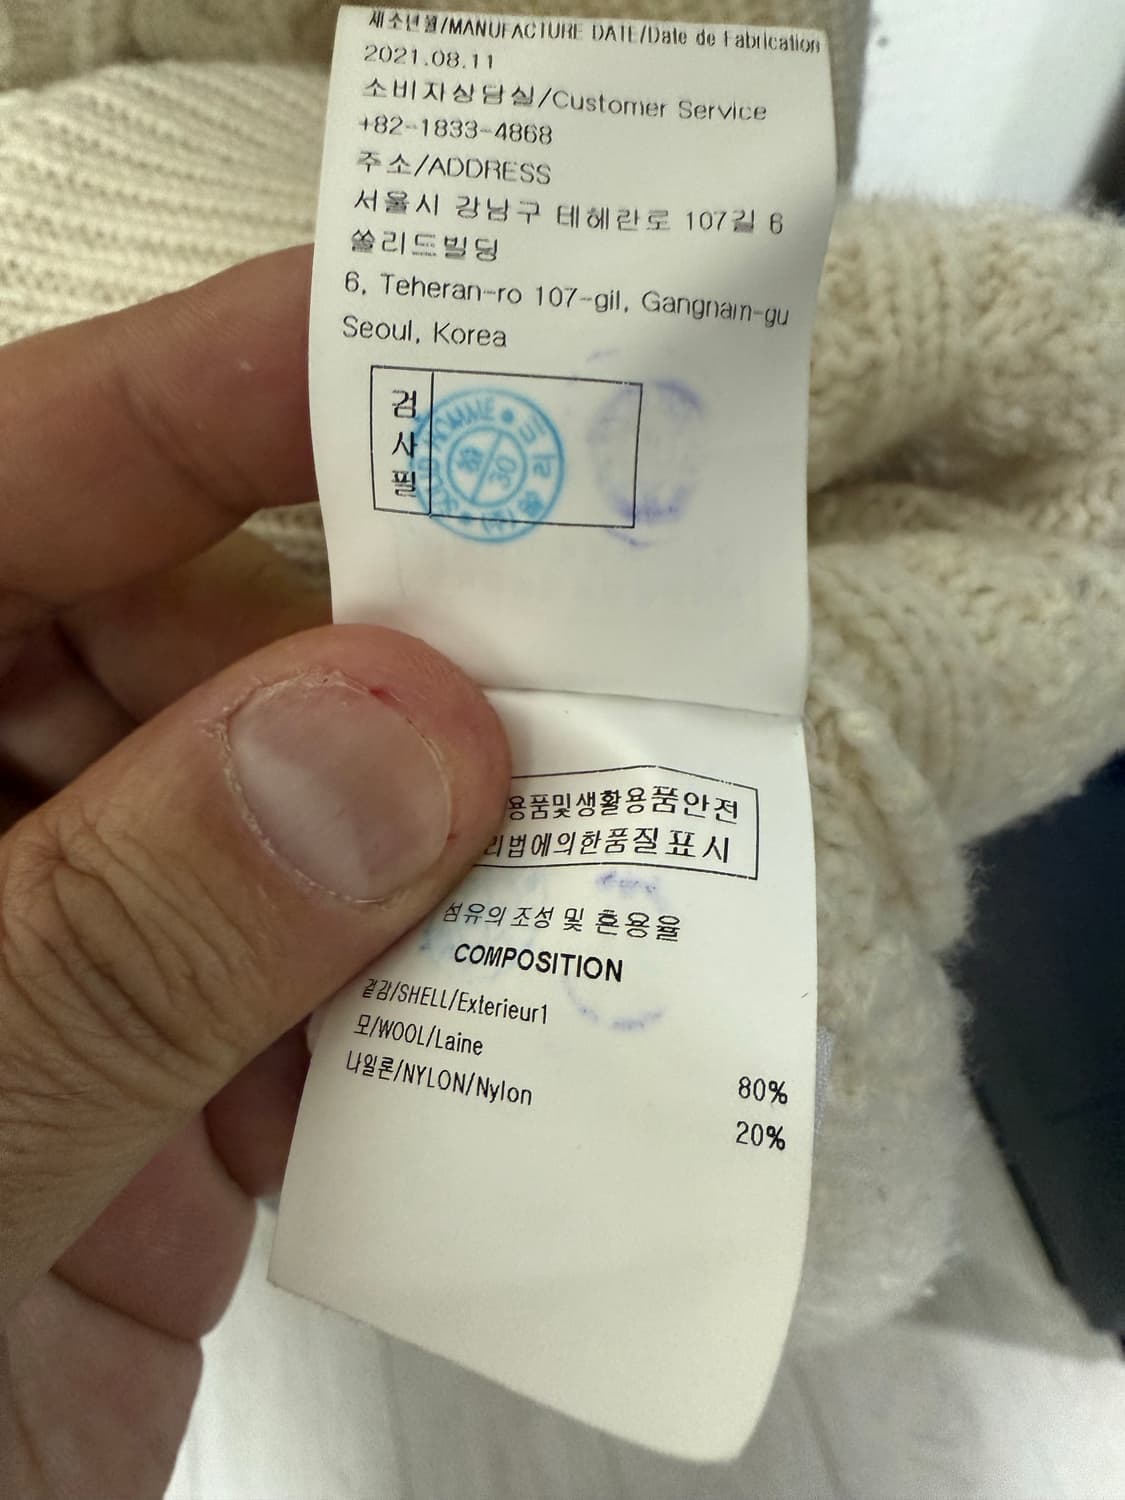 제조년월/MANUFACTURE DATE/Date de Fabrication
2021.08.11
소비자상담실/Customer Service
+82-1833-4868
주소/ADDRESS
서울시 강남구 테헤란로 107길 6
쏠리드빌딩
6, Teheran-ro 107-gil, Gangnam-gu
Seoul, Korea
검사필
용품및생활용품안전
리법에의한품질표시
섬유의 조성 및 혼용율
COMPOSITION
겉감/SHELL/Exterieur1
모/WOOL/Laine 80%
나일론/NYLON/Nylon 20%